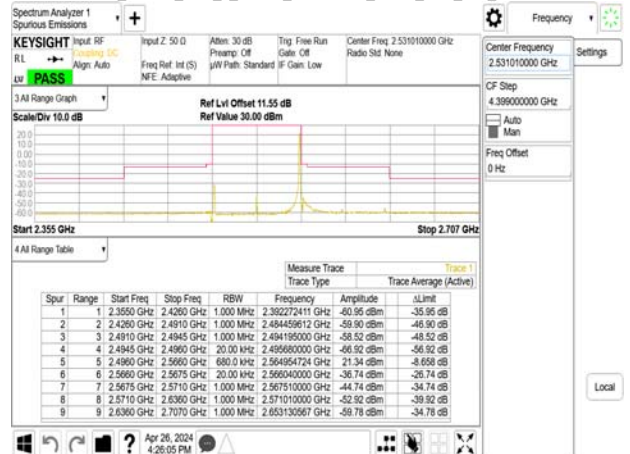 Spectrum Analyzer 1
Spurious Emissions
Frequency
KEYSIGHT
Input: RF
Coupling: DC
Align: Auto
Input Z: 50 Ω
Freq Ref: Int (S)
NFE: Adaptive
Atten: 30 dB
Preamp: Off
µW Path: Standard
Trig: Free Run
Gate: Off
IF Gain: Low
Center Freq: 2.531010000 GHz
Radio Std: None
RL
PASS
Center Frequency
2.531010000 GHz
Settings
CF Step
4.399000000 GHz
Auto
Man
Freq Offset
0 Hz
3 All Range Graph
Ref Lvl Offset 11.55 dB
Scale/Div 10.0 dB
Ref Value 30.00 dBm
20.0
10.0
0.00
-10.0
-20.0
-30.0
-40.0
-50.0
-60.0
Start 2.355 GHz
Stop 2.707 GHz
4 All Range Table
Measure Trace Trace 1
Trace Type Trace Average (Active)
Spur Range Start Freq Stop Freq RBW Frequency Amplitude ΔLimit
1 1 2.3550 GHz 2.4260 GHz 1.000 MHz 2.392272411 GHz -60.95 dBm -35.95 dB
2 2 2.4260 GHz 2.4910 GHz 1.000 MHz 2.484459612 GHz -59.90 dBm -46.90 dB
3 3 2.4910 GHz 2.4945 GHz 1.000 MHz 2.494195000 GHz -58.52 dBm -48.52 dB
4 4 2.4945 GHz 2.4960 GHz 20.00 kHz 2.495680000 GHz -66.92 dBm -56.92 dB
5 5 2.4960 GHz 2.5660 GHz 680.0 kHz 2.564954724 GHz 21.34 dBm -8.658 dB
6 6 2.5660 GHz 2.5675 GHz 20.00 kHz 2.566040000 GHz -36.74 dBm -26.74 dB
7 7 2.5675 GHz 2.5710 GHz 1.000 MHz 2.567510000 GHz -44.74 dBm -34.74 dB
8 8 2.5710 GHz 2.6360 GHz 1.000 MHz 2.571010000 GHz -52.92 dBm -39.92 dB
9 9 2.6360 GHz 2.7070 GHz 1.000 MHz 2.653130567 GHz -59.78 dBm -34.78 dB
Local
Apr 26, 2024
4:26:05 PM